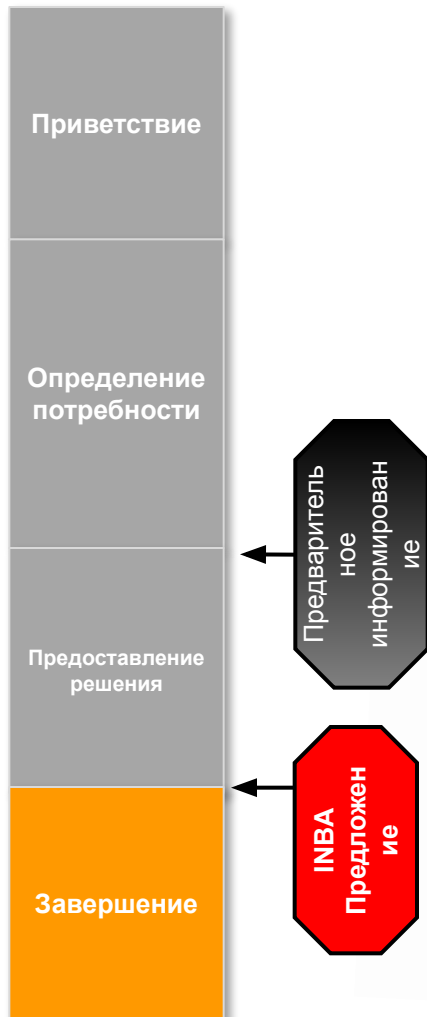 Приветствие
Определение
потребности
Предваритель
ное
информирован
ие
Предоставление
решения
INBA
Предложен
ие
Завершение